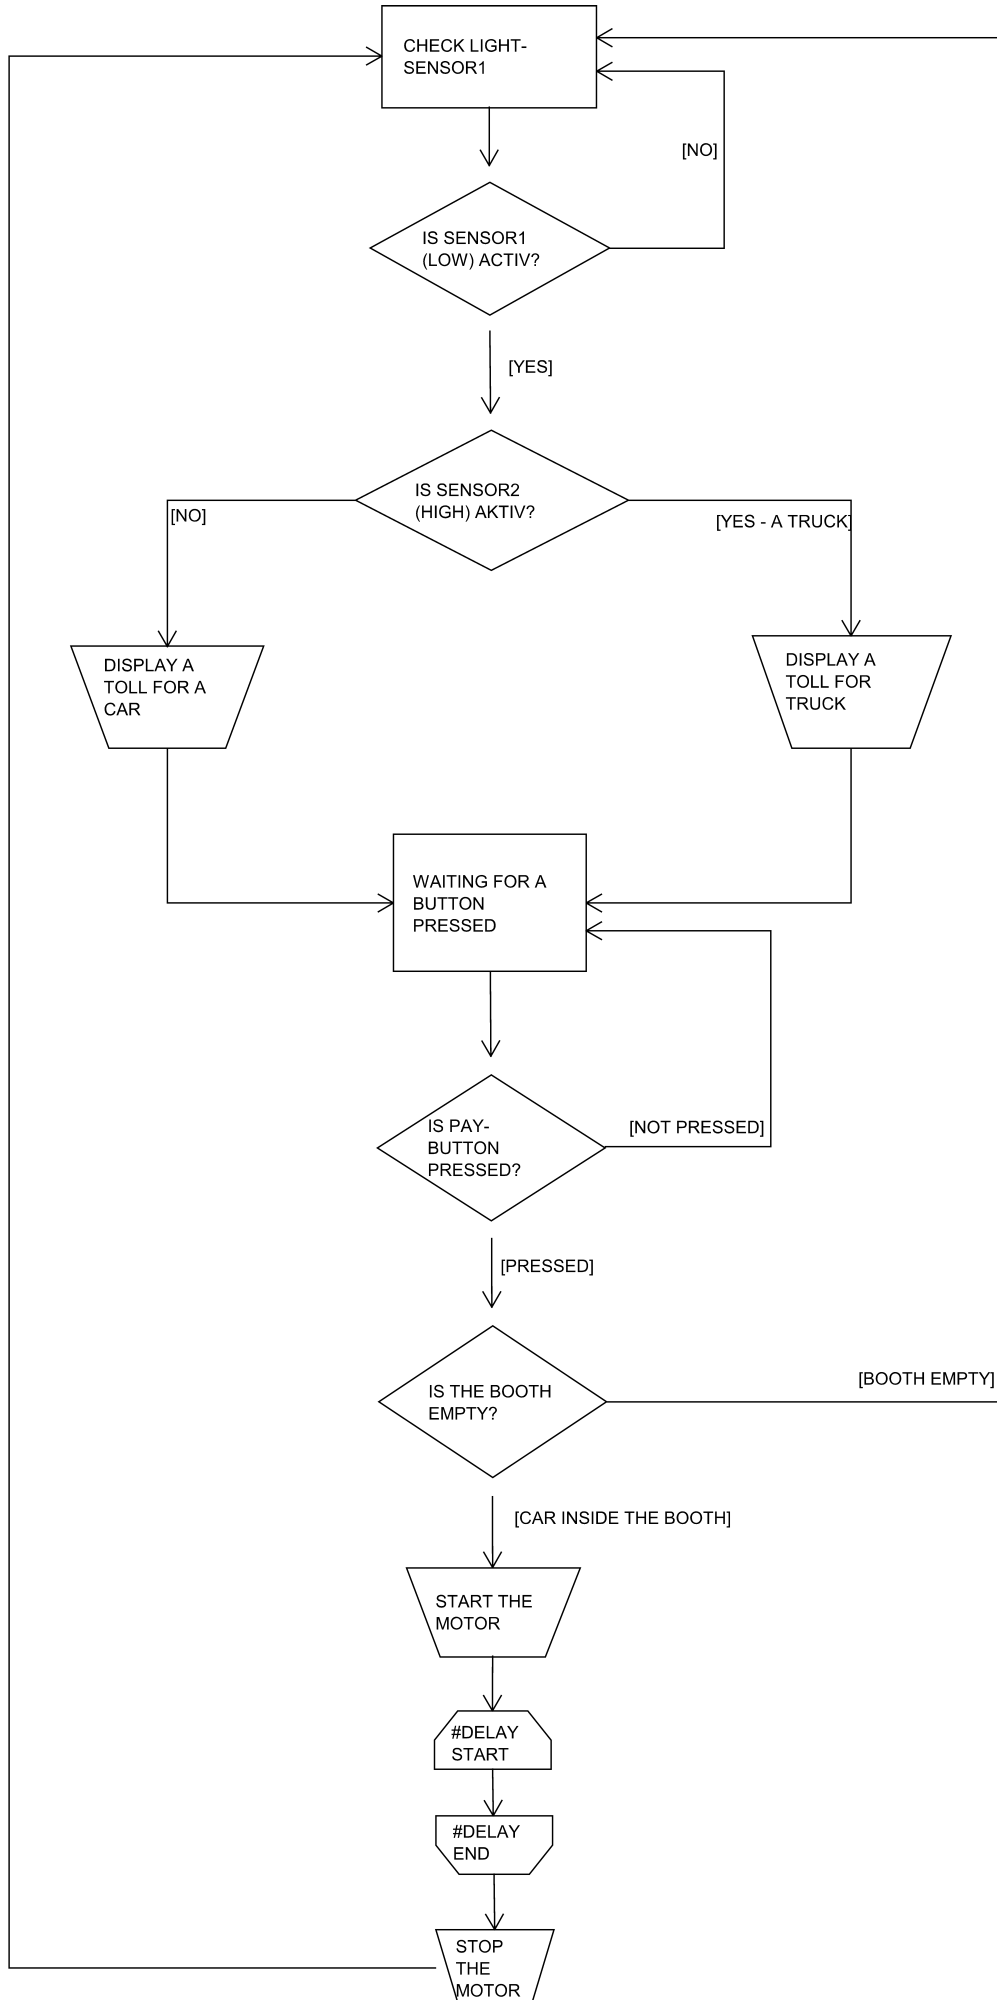 CHECK LIGHT-
SENSOR1
[NO]
IS SENSOR1
(LOW) ACTIV?
[YES]
IS SENSOR2
(HIGH) AKTIV?
[NO]
[YES - A TRUCK]
DISPLAY A
TOLL FOR A
CAR
DISPLAY A
TOLL FOR
TRUCK
WAITING FOR A
BUTTON
PRESSED
IS PAY-
BUTTON
PRESSED?
[NOT PRESSED]
[PRESSED]
IS THE BOOTH
EMPTY?
[BOOTH EMPTY]
[CAR INSIDE THE BOOTH]
START THE
MOTOR
#DELAY
START
#DELAY
END
STOP
THE
MOTOR